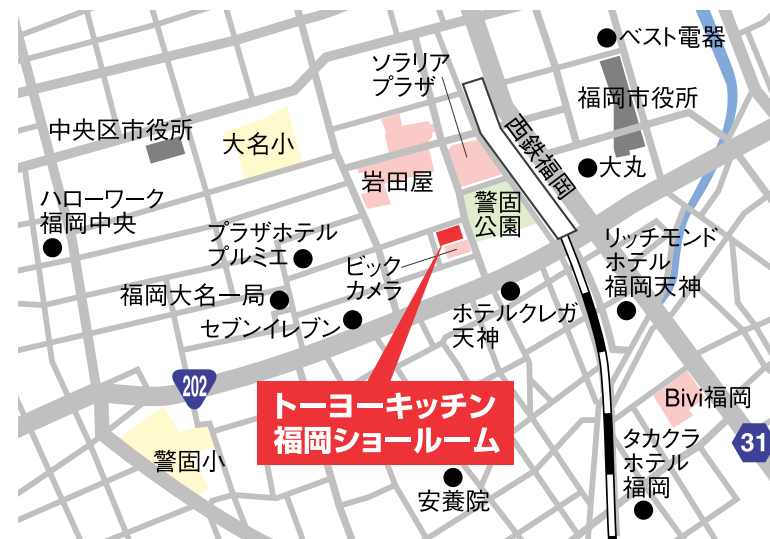 ベスト電器
ソラリア
プラザ
福岡市役所
中央区市役所
大名小
西鉄福岡
岩田屋
大丸
ハローワーク
福岡中央
警固
公園
プラザホテル
プルミエ
リッチモンド
ホテル
福岡天神
ビック
カメラ
福岡大名一局
セブンイレブン
ホテルクレガ
天神
202
トーヨーキッチン
福岡ショールーム
Bivi福岡
31
警固小
タカクラ
ホテル
福岡
安養院